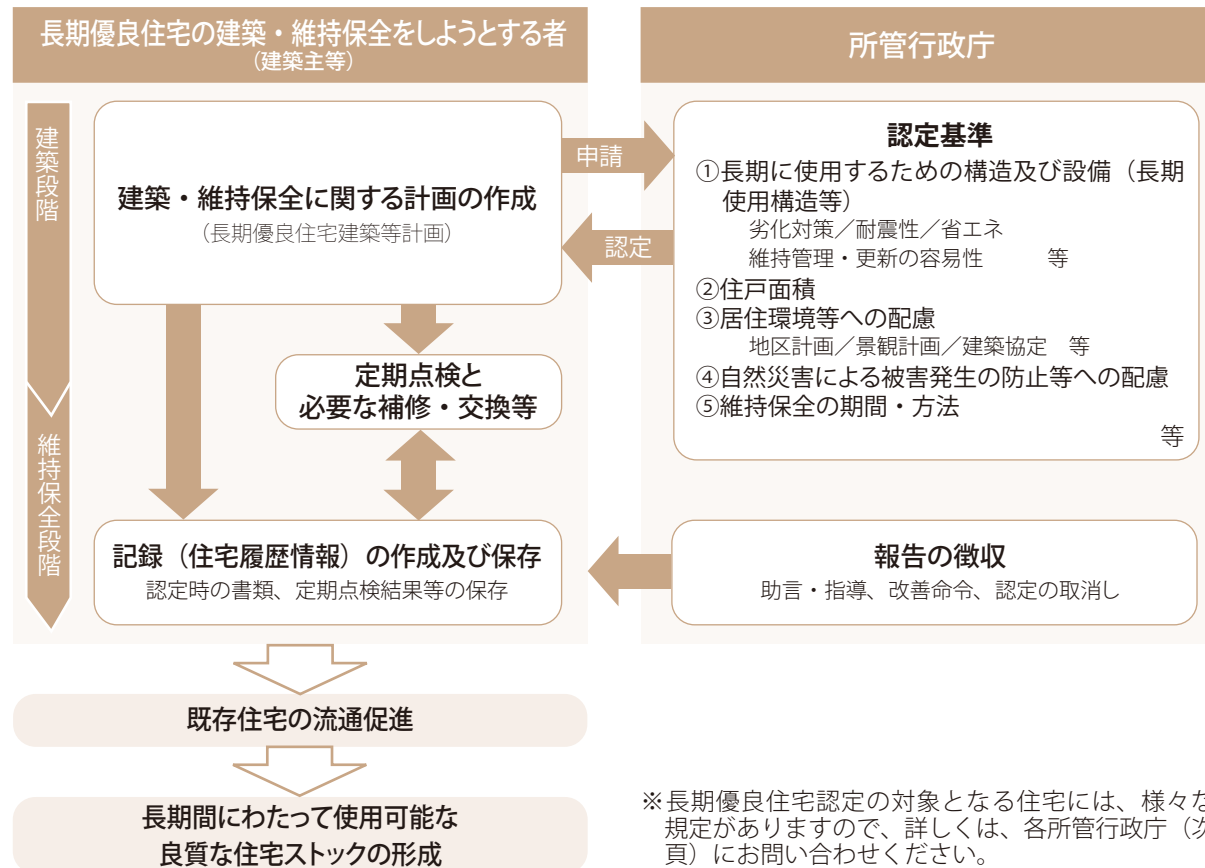 長期優良住宅の建築・維持保全をしようとする者
（建築主等）
所管行政庁
建築段階
維持保全段階
建築・維持保全に関する計画の作成
（長期優良住宅建築等計画）
申請
認定
認定基準
①長期に使用するための構造及び設備（長期
使用構造等）
劣化対策／耐震性／省エネ
維持管理・更新の容易性　等
②住戸面積
③居住環境等への配慮
地区計画／景観計画／建築協定　等
④自然災害による被害発生の防止等への配慮
⑤維持保全の期間・方法
等
定期点検と
必要な補修・交換等
記録（住宅履歴情報）の作成及び保存
認定時の書類、定期点検結果等の保存
報告の徴収
助言・指導、改善命令、認定の取消し
既存住宅の流通促進
長期間にわたって使用可能な
良質な住宅ストックの形成
※長期優良住宅認定の対象となる住宅には、様々な
規定がありますので、詳しくは、各所管行政庁（次
頁）にお問い合わせください。